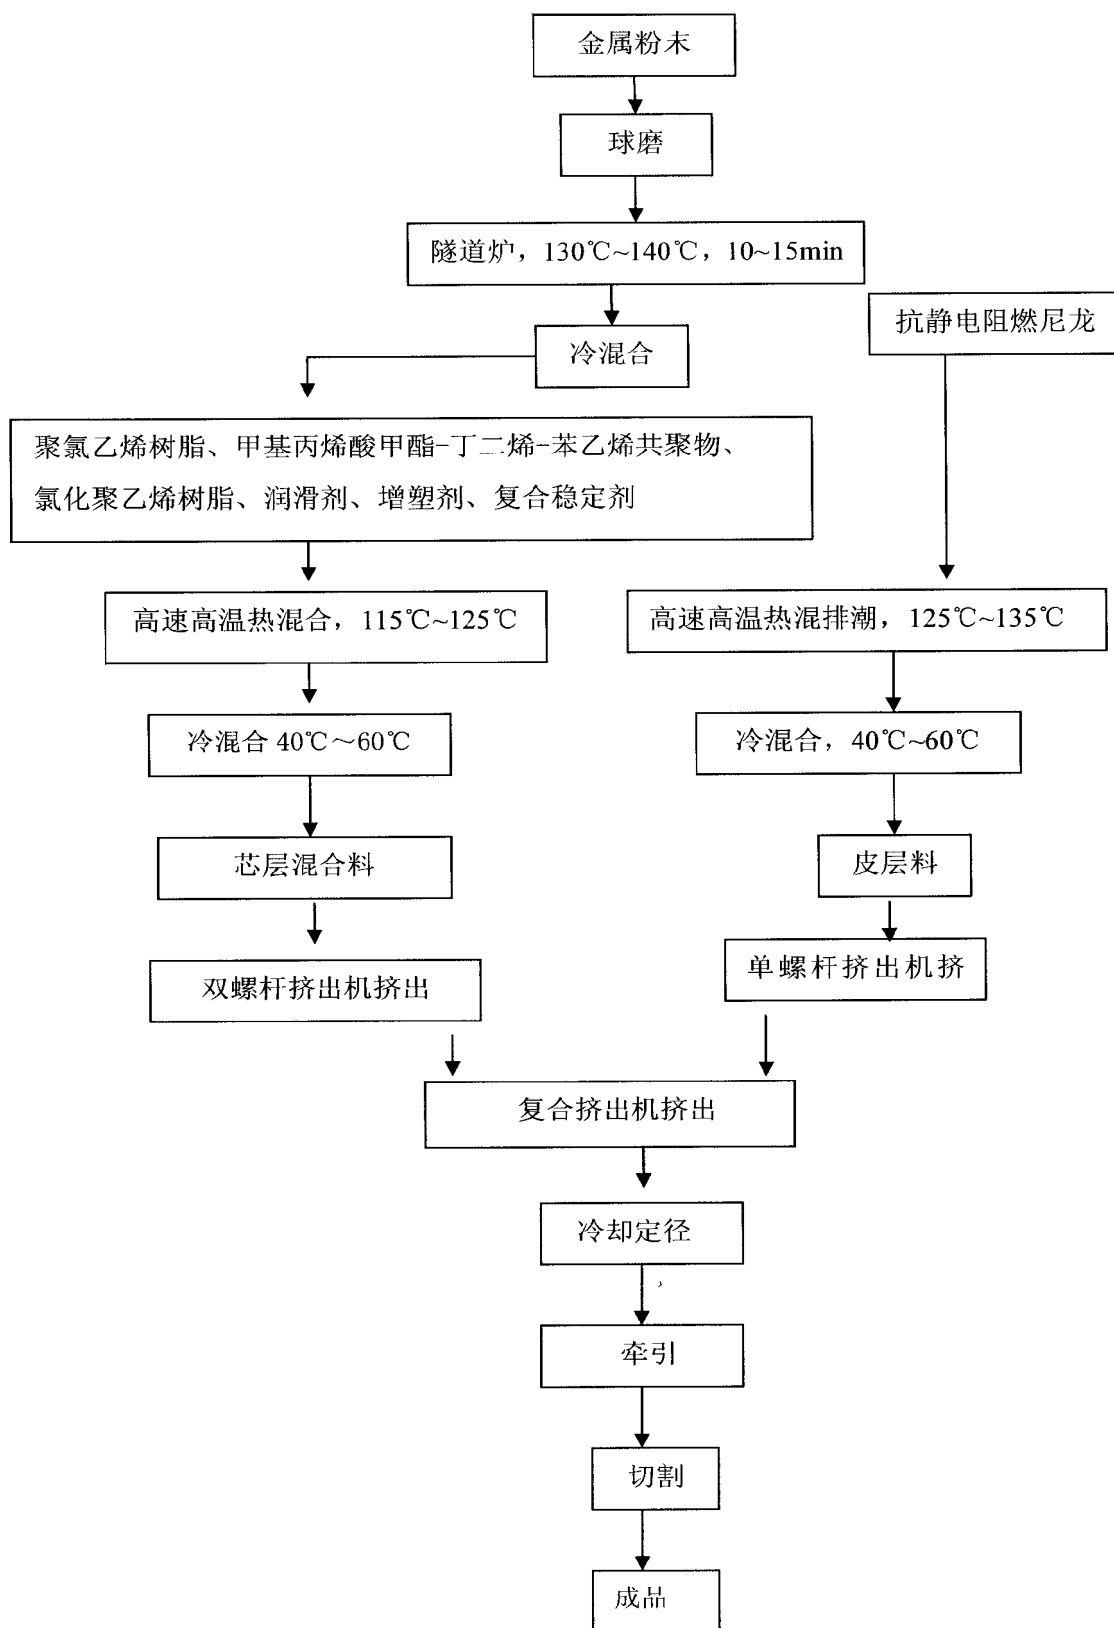 金属粉末
球磨
隧道炉，130℃~140℃，10~15min
抗静电阻燃尼龙
冷混合
聚氯乙烯树脂、甲基丙烯酸甲酯-丁二烯-苯乙烯共聚物、
氯化聚乙烯树脂、润滑剂、增塑剂、复合稳定剂
高速高温热混合，115℃~125℃
高速高温热混排潮，125℃~135℃
冷混合 40℃～60℃
冷混合，40℃~60℃
芯层混合料
皮层料
双螺杆挤出机挤出
单螺杆挤出机挤
复合挤出机挤出
冷却定径
牵引
切割
成品